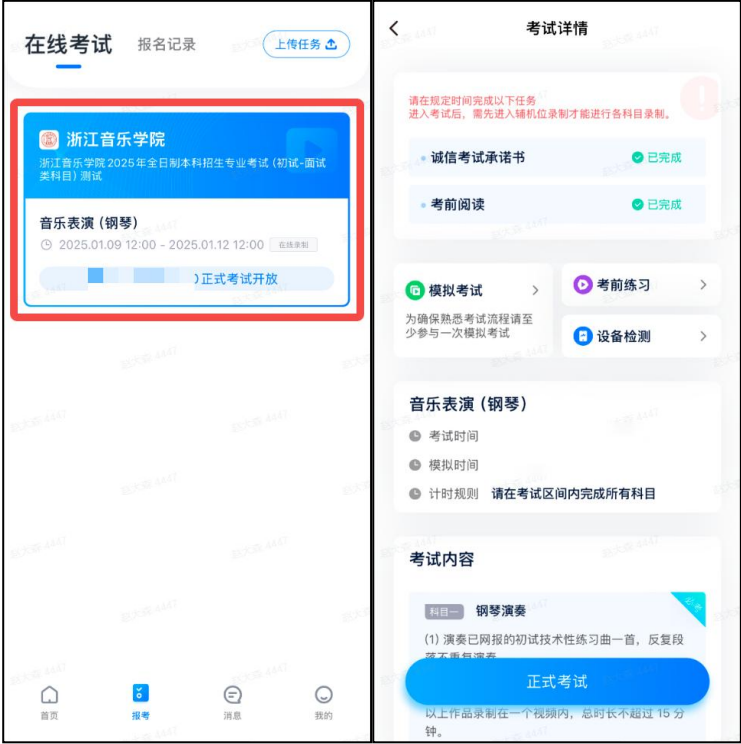 在线考试
报名记录
上传任务
浙江音乐学院
浙江音乐学院2025年全日制本科招生专业考试 (初试-面试
类科目) 测试
音乐表演 (钢琴)
2025.01.09 12:00 - 2025.01.12 12:00 在线录制
正式考试开放
首页
报考
消息
我的
考试详情
请在规定时间完成以下任务
进入考试后，需先进入辅机位录制才能进行各科目录制。
诚信考试承诺书
已完成
考前阅读
已完成
模拟考试
为确保熟悉考试流程请至
少参与一次模拟考试
考前练习
设备检测
音乐表演 (钢琴)
考试时间
模拟时间
计时规则 请在考试区间内完成所有科目
考试内容
科目一 钢琴演奏
(1) 演奏已网报的初试技术性练习曲一首，反复段
落不重复演奏
正式考试
以上作品录制在一个视频内，总时长不超过 15 分
钟。